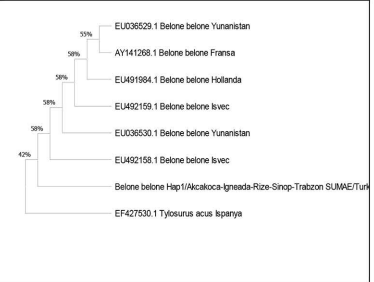 EU036529.1 Belone belone Yunanistan
55%
AY141268.1 Belone belone Fransa
58%
EU491984.1 Belone belone Hollanda
58%
EU492159.1 Belone belone Isvec
58%
EU036530.1 Belone belone Yunanistan
58%
EU492158.1 Belone belone Isvec
42%
Belone belone Hap1/Akcakoca-Igneada-Rize-Sinop-Trabzon SUMAE/Turk
EF427530.1 Tylosurus acus Ispanya